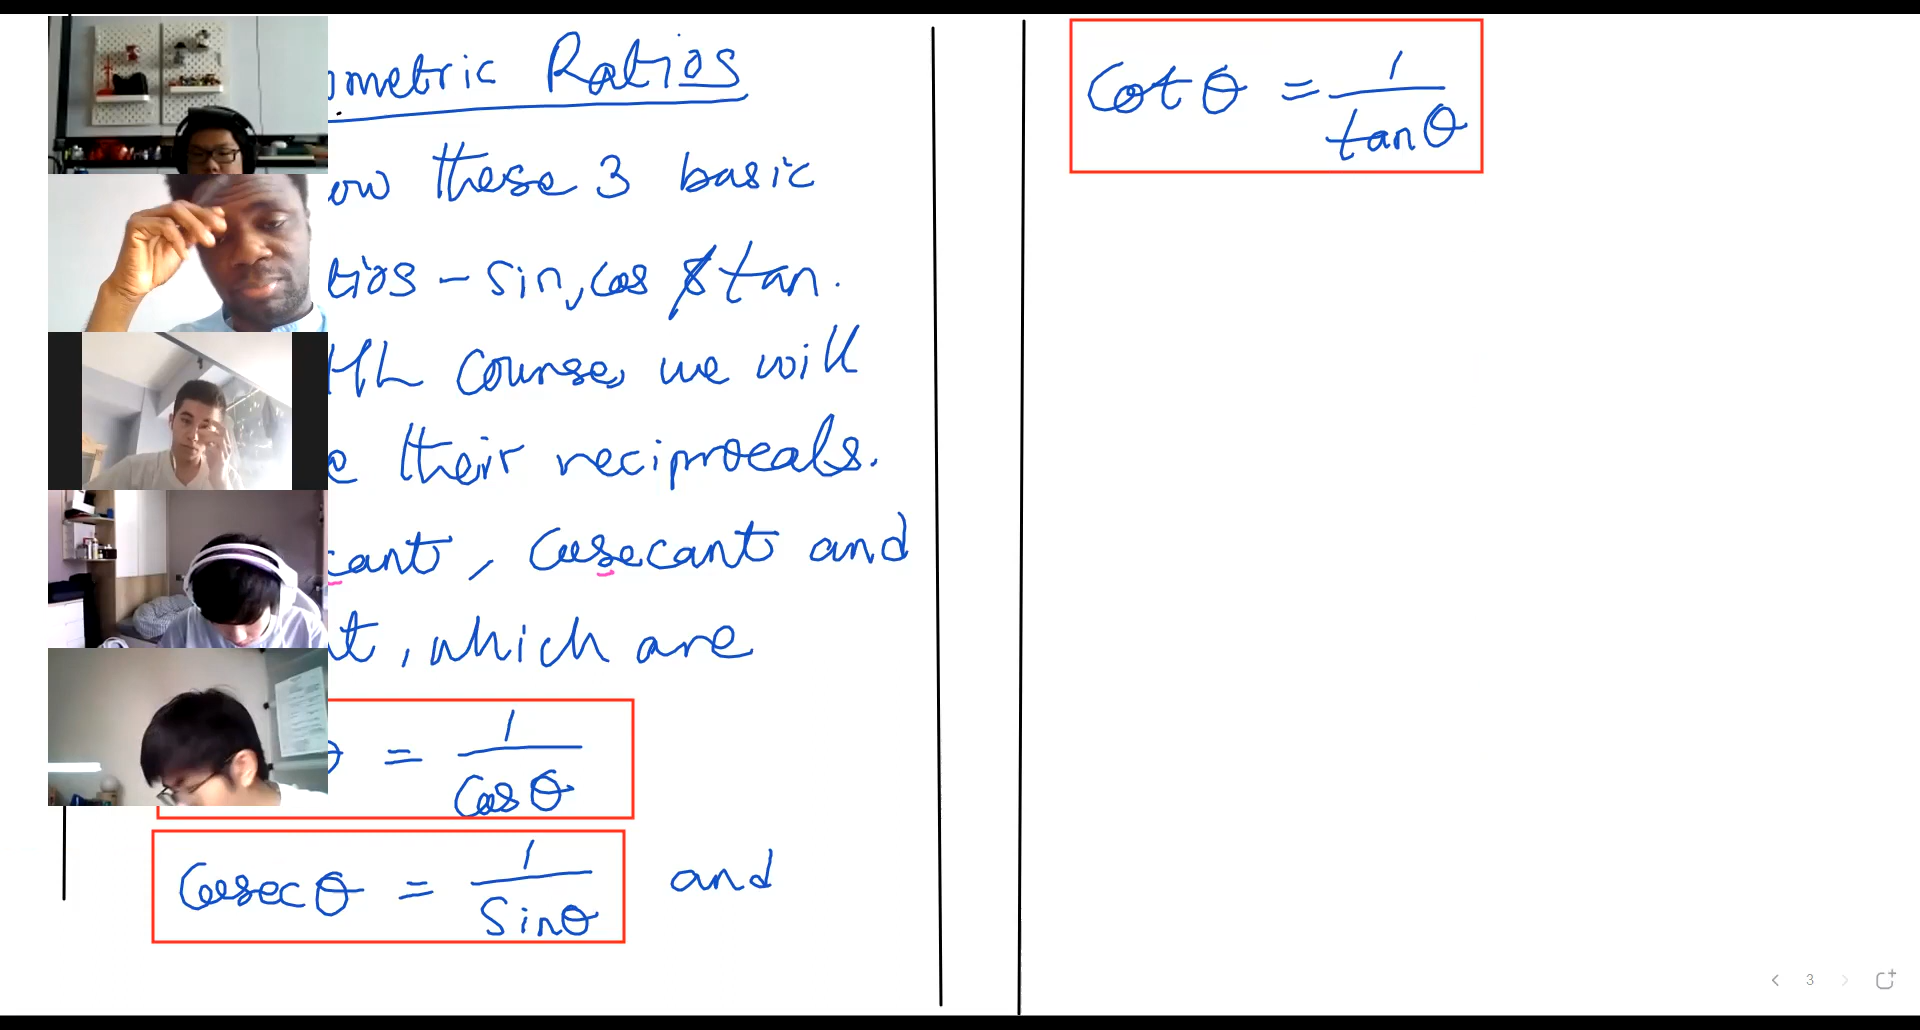 ometric Ratios
ow these 3 basic
tios - sin, cos & tan.
HL course, we will
e their reciprocals.
cant, Cosecant and
t, which are
θ = 1/cos θ
Cosec θ = 1/sin θ and
Cot θ = 1/tan θ
3